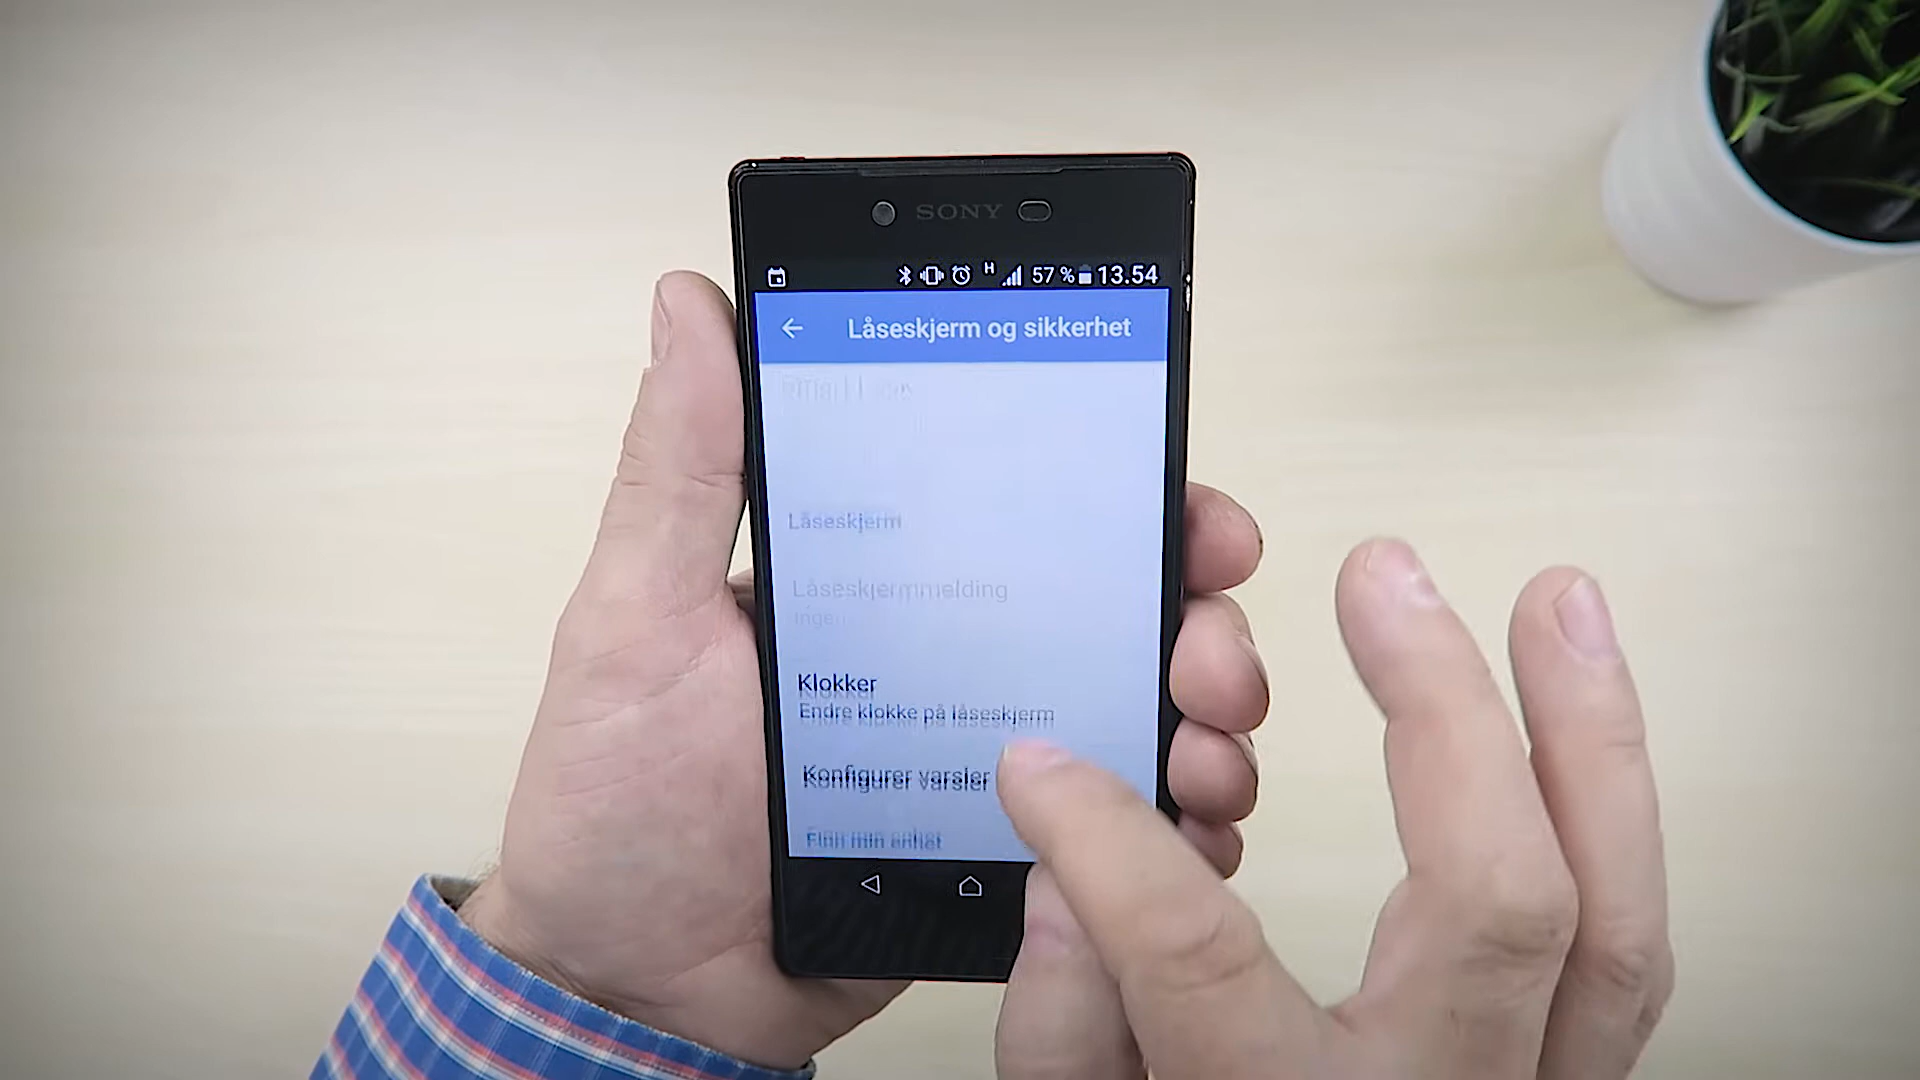 SONY
H 57 % 13.54
Låseskjerm og sikkerhet
Låseskjerm
Låseskjermmelding
Ingen
Klokker
Endre klokke på låseskjerm
Konfigurer varsler
Finn min enhet